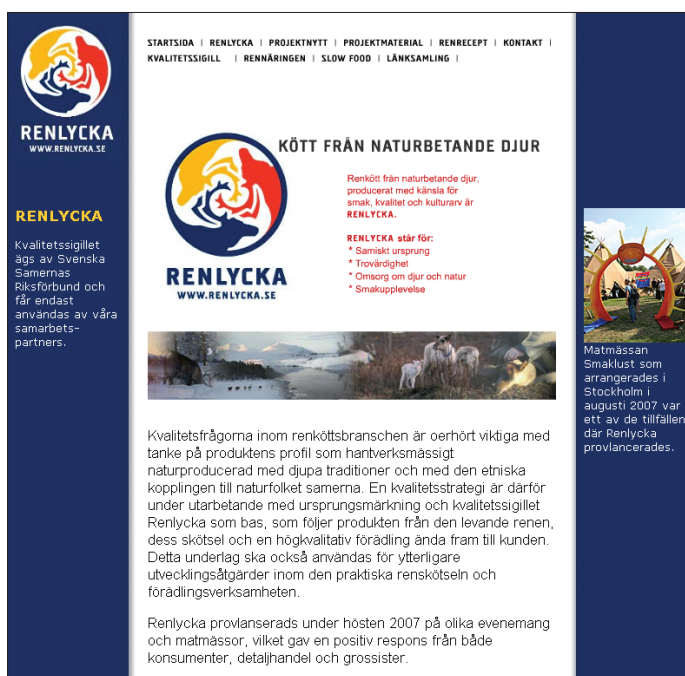 RENLYCKA
WWW.RENLYCKA.SE
STARTSIDA | RENLYCKA | PROJEKTNYTT | PROJEKTMATERIAL | RENRECEPT | KONTAKT |
KVALITETSSIGILL | RENNÄRINGEN | SLOW FOOD | LÄNKSAMLING |
RENLYCKA
Kvalitetssigillet
ägs av Svenska
Samernas
Riksförbund och
får endast
användas av våra
samarbets-
partners.
KÖTT FRÅN NATURBETANDE DJUR
Renkött från naturbetande djur,
producerat med känsla för
smak, kvalitet och kulturarv är
RENLYCKA.
RENLYCKA står för:
* Samiskt ursprung
* Trovärdighet
* Omsorg om djur och natur
* Smakupplevelse
RENLYCKA
WWW.RENLYCKA.SE
Kvalitetsfrågorna inom renköttsbranschen är oerhört viktiga med
tanke på produktens profil som hantverksmässigt
naturproducerad med djupa traditioner och med den etniska
kopplingen till naturfolket samerna. En kvalitetsstrategi är därför
under utarbetande med ursprungsmärkning och kvalitetssigillet
Renlycka som bas, som följer produkten från den levande renen,
dess skötsel och en högkvalitativ förädling ända fram till kunden.
Detta underlag ska också användas för ytterligare
utvecklingsåtgärder inom den praktiska renskötseln och
förädlingsverksamheten.
Renlycka provlanserads under hösten 2007 på olika evenemang
och matmässor, vilket gav en positiv respons från både
konsumenter, detaljhandel och grossister.
Matmässan
Smaklust som
arrangerades i
Stockholm i
augusti 2007 var
ett av de tillfällen
där Renlycka
provlancerades.